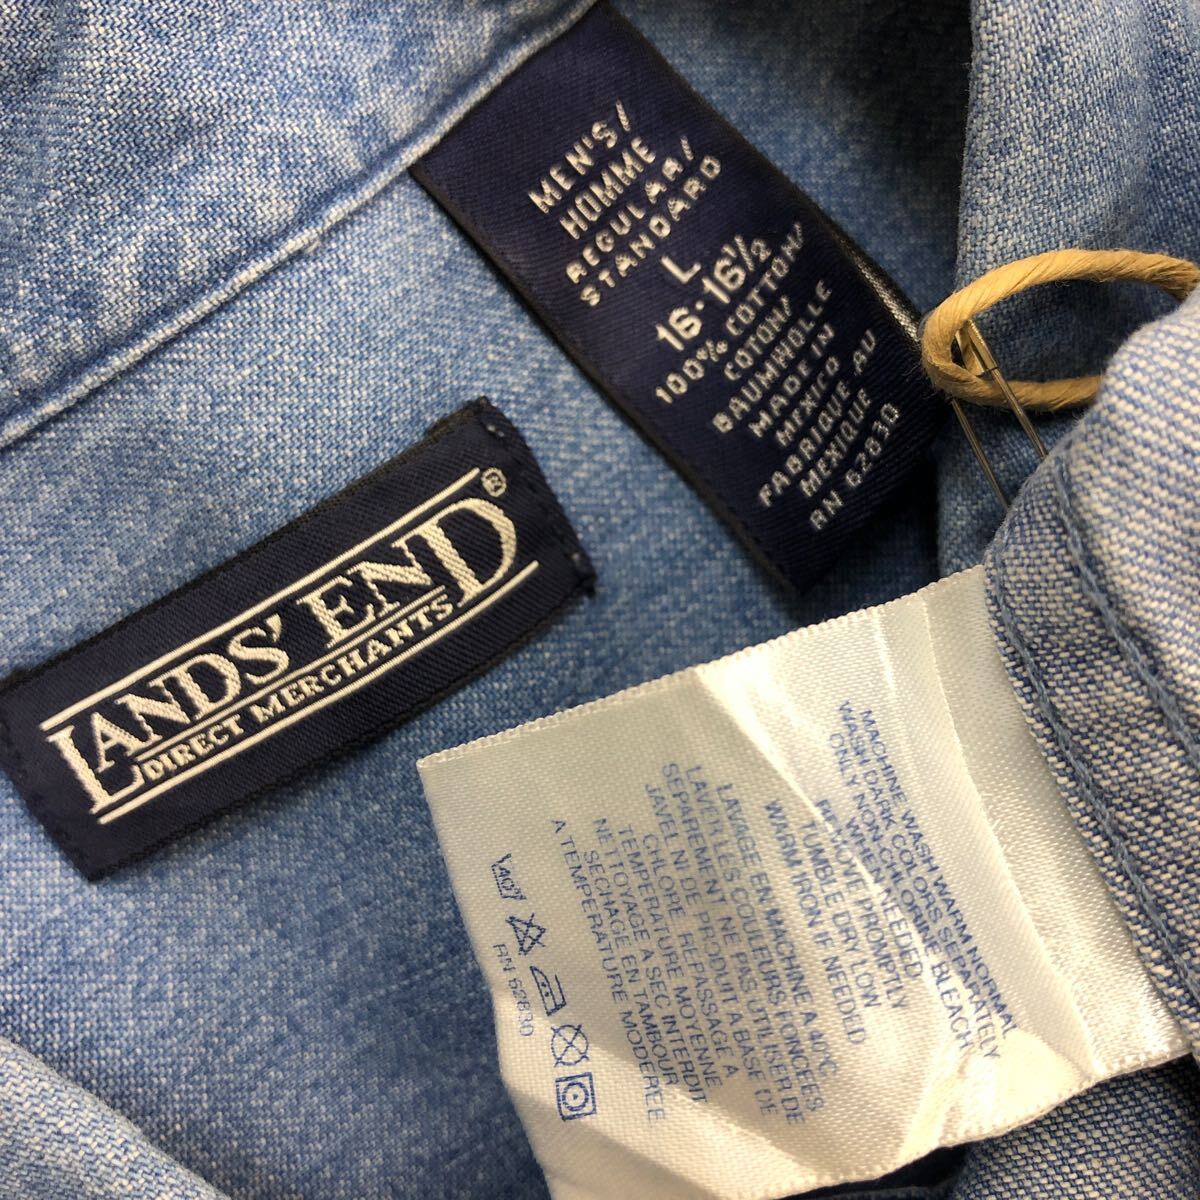 MEN'S/
HOMME
REGULAR/
STANDARD
L
16-16½
100% COTTON/
COTON/
BAUMROLLE
MADE IN
MEXICO
FABRIQUE AU
MEXIQUE
RN 62830
LANDS' END®
DIRECT MERCHANTS
MACHINE WASH WARM NORMAL
WASH DARK COLORS SEPARATELY
ONLY NON-CHLORINE BLEACH
WHEN NEEDED
REMOVE PROMPTLY
TUMBLE DRY LOW
WARM IRON IF NEEDED
LAVAGE EN MACHINE A 40°C
LAVER LES COULEURS FONCEES
SEPAREMENT NE PAS UTILISER DE
JAVEL NI DE PRODUIT A BASE DE
CHLORE REPASSAGE A
TEMPERATURE MOYENNE
NETTOYAGE A SEC INTERDIT
SECHAGE EN TAMBOUR
A TEMPERATURE MODEREE
40°
RN 62830